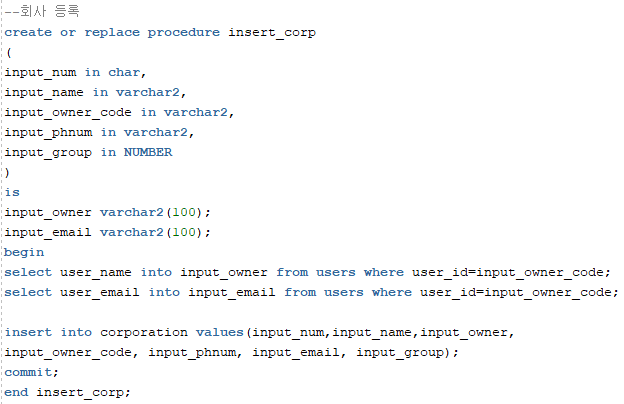 --회사 등록
create or replace procedure insert_corp
(
input_num in char,
input_name in varchar2,
input_owner_code in varchar2,
input_phnum in varchar2,
input_group in NUMBER
)
is
input_owner varchar2(100);
input_email varchar2(100);
begin
select user_name into input_owner from users where user_id=input_owner_code;
select user_email into input_email from users where user_id=input_owner_code;
insert into corporation values(input_num,input_name,input_owner,
input_owner_code, input_phnum, input_email, input_group);
commit;
end insert_corp;